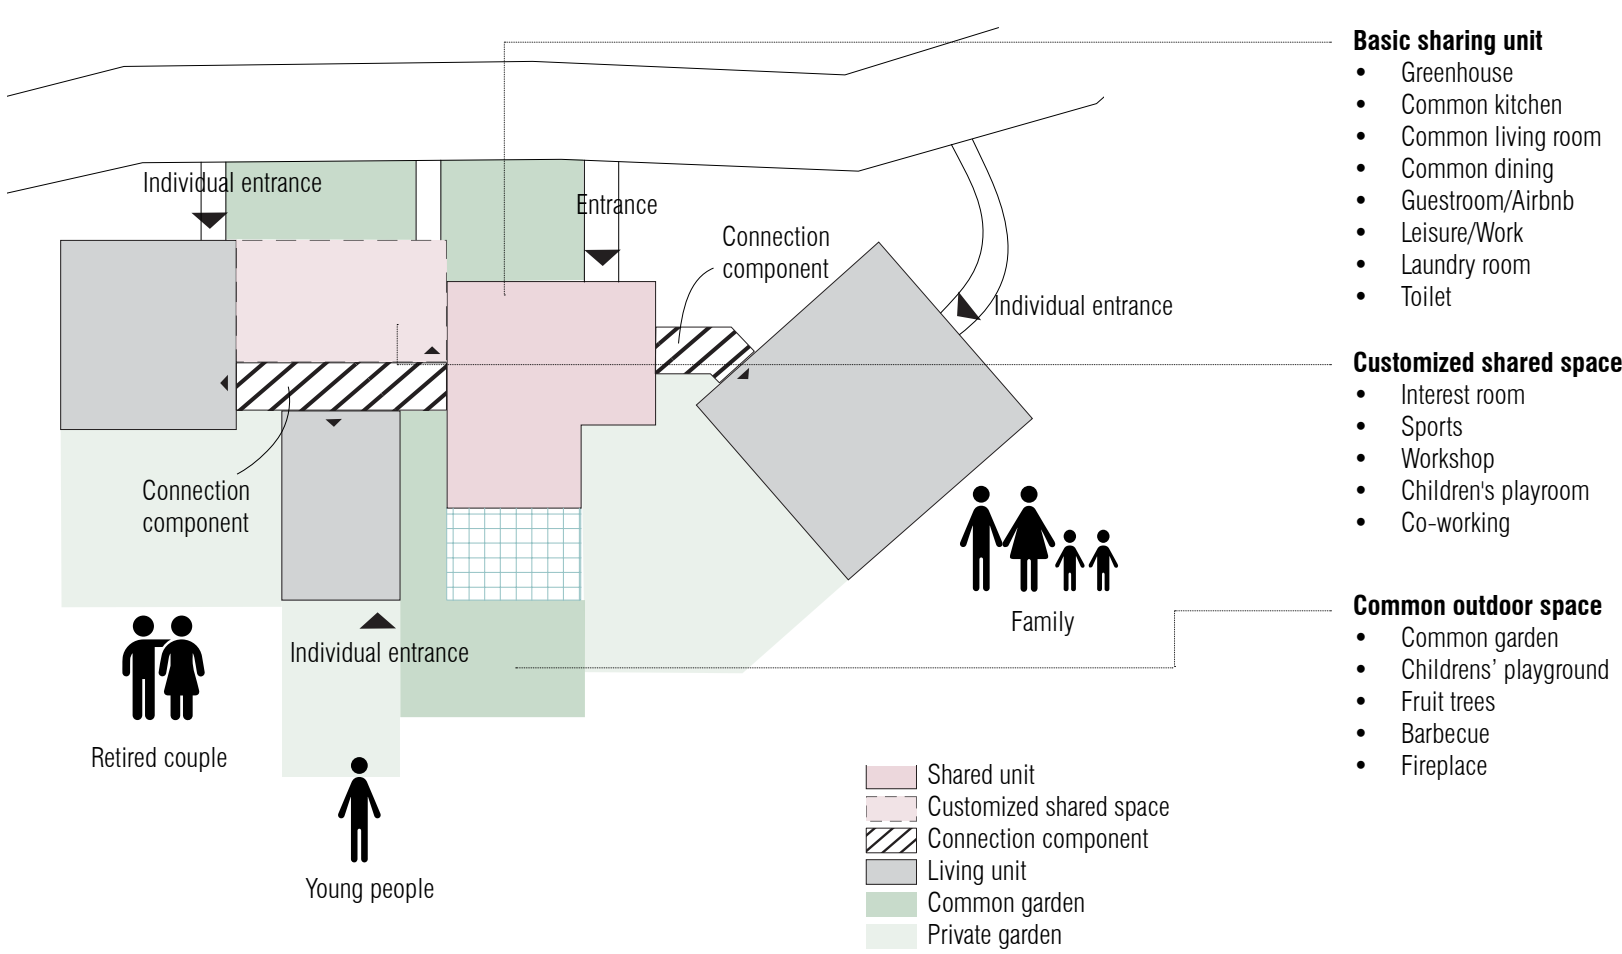 Individual entrance
Entrance
Connection
component
Individual entrance
Connection
component
Individual entrance
Retired couple
Young people
Family
Basic sharing unit
• Greenhouse
• Common kitchen
• Common living room
• Common dining
• Guestroom/Airbnb
• Leisure/Work
• Laundry room
• Toilet
Customized shared space
• Interest room
• Sports
• Workshop
• Children's playroom
• Co-working
Common outdoor space
• Common garden
• Childrens’ playground
• Fruit trees
• Barbecue
• Fireplace
Shared unit
Customized shared space
Connection component
Living unit
Common garden
Private garden